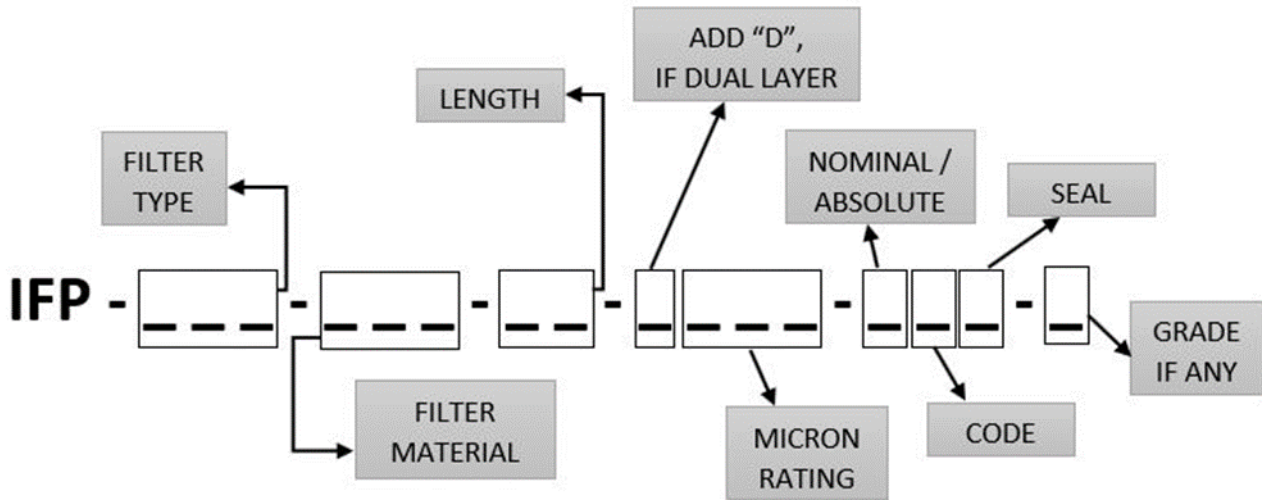 ADD “D”,
IF DUAL LAYER
LENGTH
FILTER
TYPE
NOMINAL /
ABSOLUTE
SEAL
IFP - _ _ _ - _ _ _ - _ _ - _ _ _ _ - _ _ _ - _
GRADE
IF ANY
FILTER
MATERIAL
MICRON
RATING
CODE